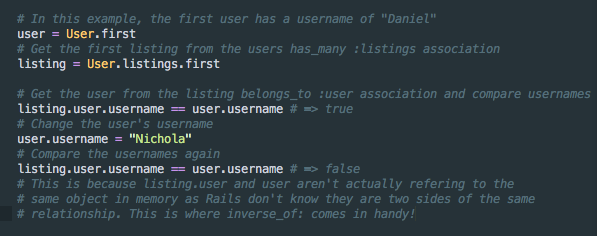 # In this example, the first user has a username of "Daniel"
user = User.first
# Get the first listing from the users has_many :listings association
listing = User.listings.first

# Get the user from the listing belongs_to :user association and compare usernames
listing.user.username == user.username # => true
# Change the user's username
user.username = "Nichola"
# Compare the usernames again
listing.user.username == user.username # => false
# This is because listing.user and user aren't actually refering to the
# same object in memory as Rails don't know they are two sides of the same
# relationship. This is where inverse_of: comes in handy!